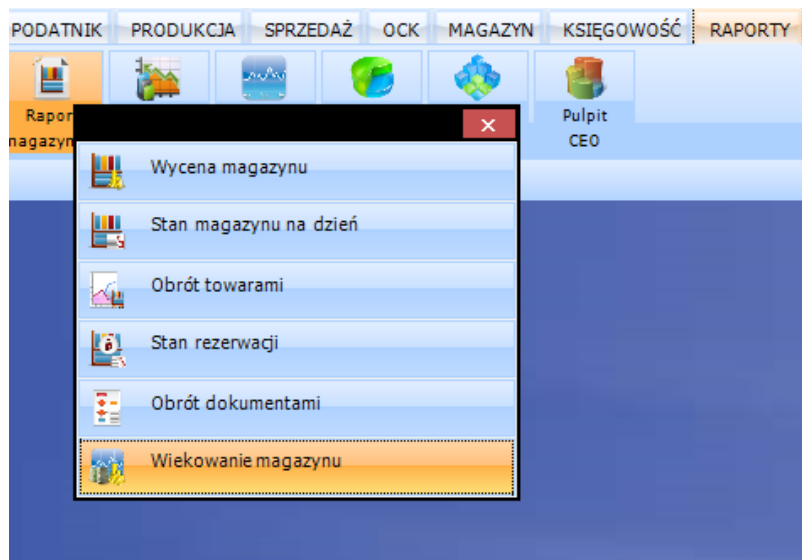 PODATNIK PRODUKCJA SPRZEDAŻ OCK MAGAZYN KSIĘGOWOŚĆ RAPORTY
Pulpit
CEO
Wycena magazynu
Stan magazynu na dzień
Obrót towarami
Stan rezerwacji
Obrót dokumentami
Wiekowanie magazynu